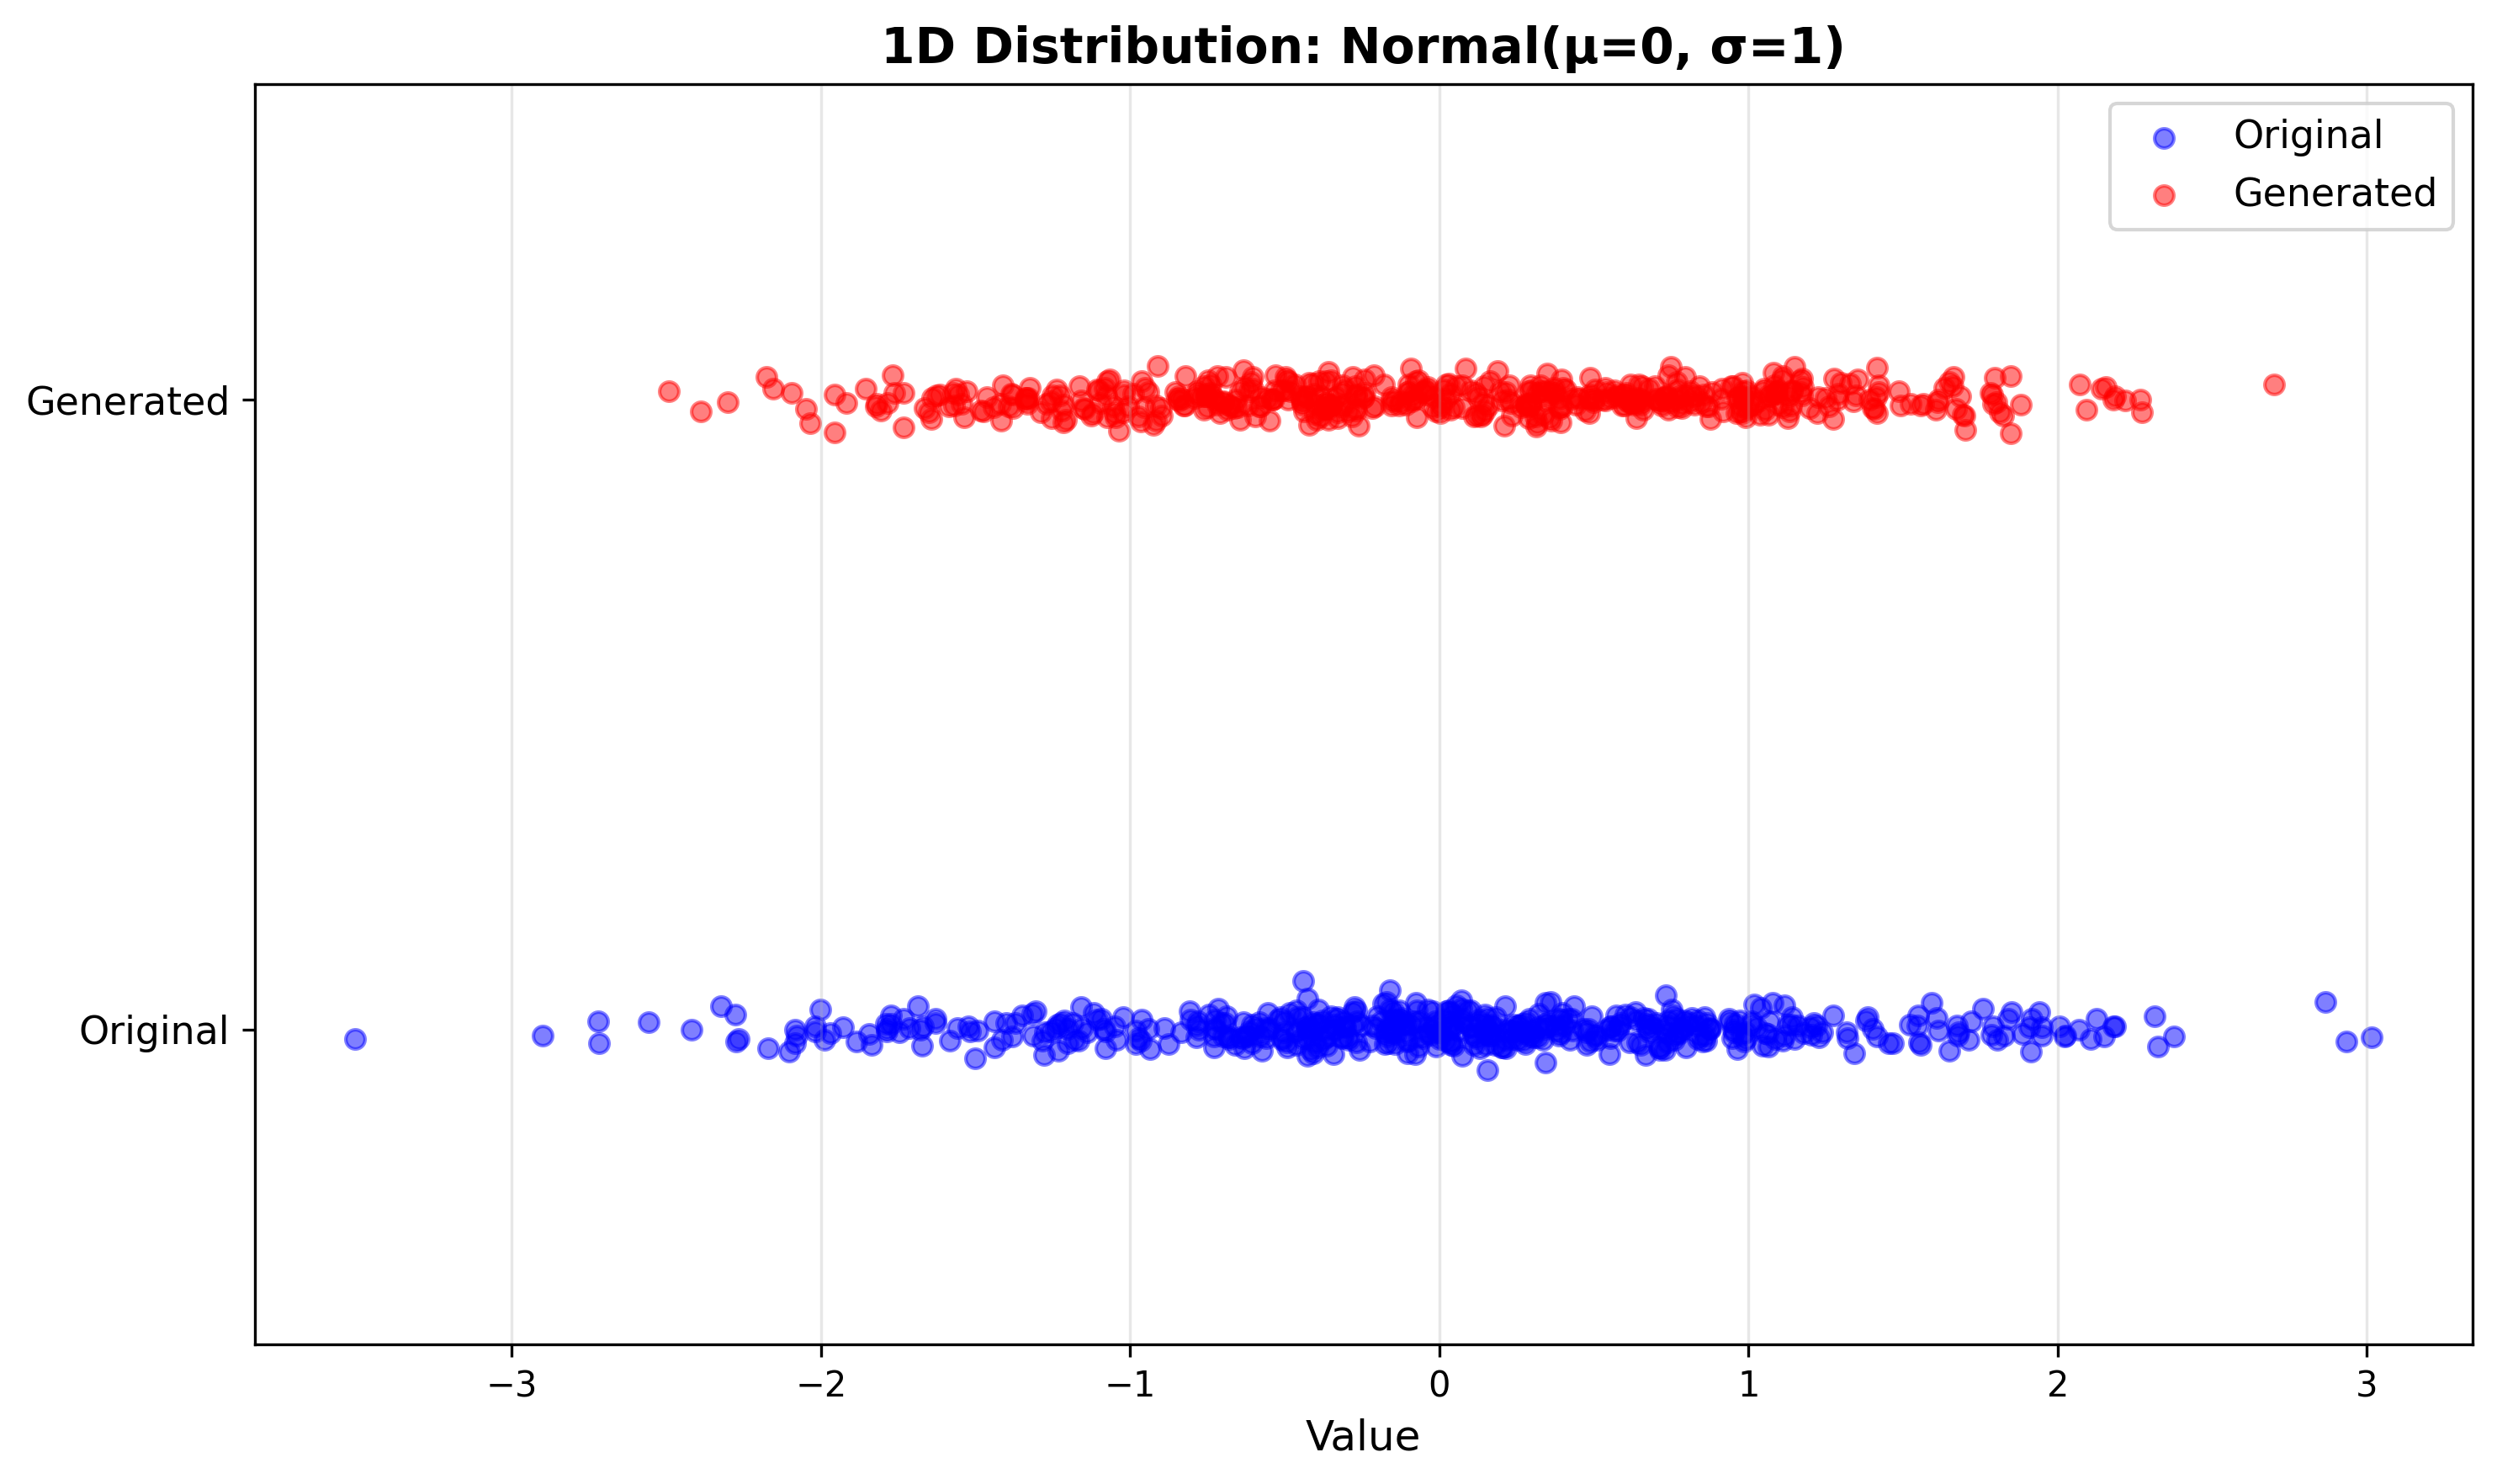 1D Distribution: Normal(μ=0, σ=1)
Original
Generated
Generated
Original
−3 −2 −1 0 1 2 3
Value